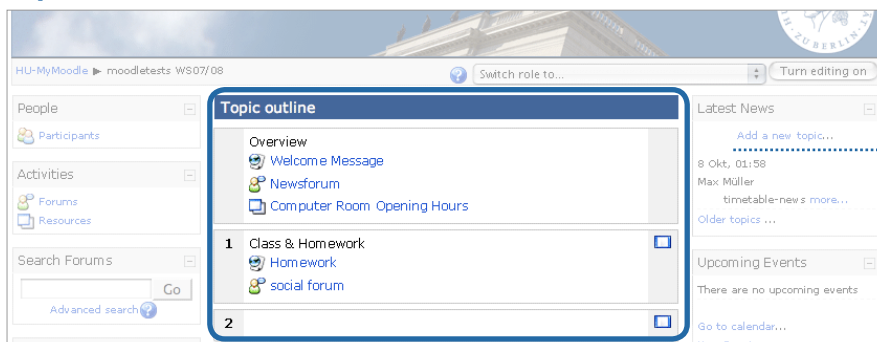 H-ZU BERLIN
HU-MyMoodle ▶ moodletests WS07/08
Switch role to...
Turn editing on
People
Participants
Activities
Forums
Resources
Search Forums
Go
Advanced search
Topic outline
Overview
Welcome Message
Newsforum
Computer Room Opening Hours
1 Class & Homework
Homework
social forum
2
Latest News
Add a new topic...
8 Okt, 01:58
Max Müller
timetable-news more...
Older topics ...
Upcoming Events
There are no upcoming events
Go to calendar...